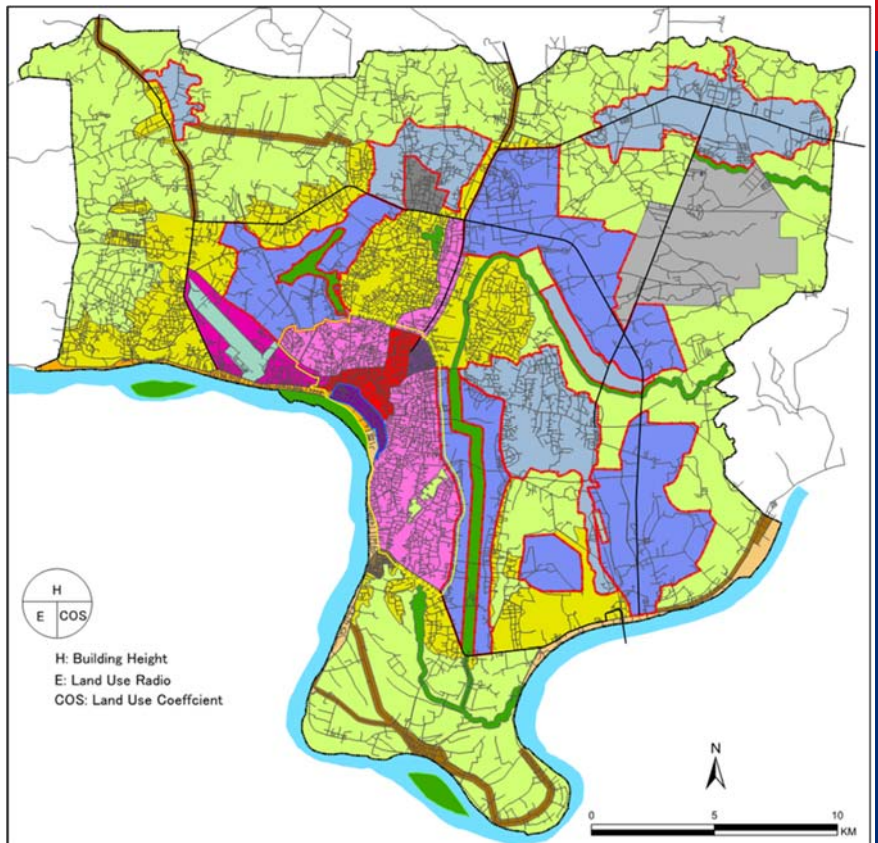 H
E COS
H: Building Height
E: Land Use Radio
COS: Land Use Coeffcient
N
0 5 10
KM